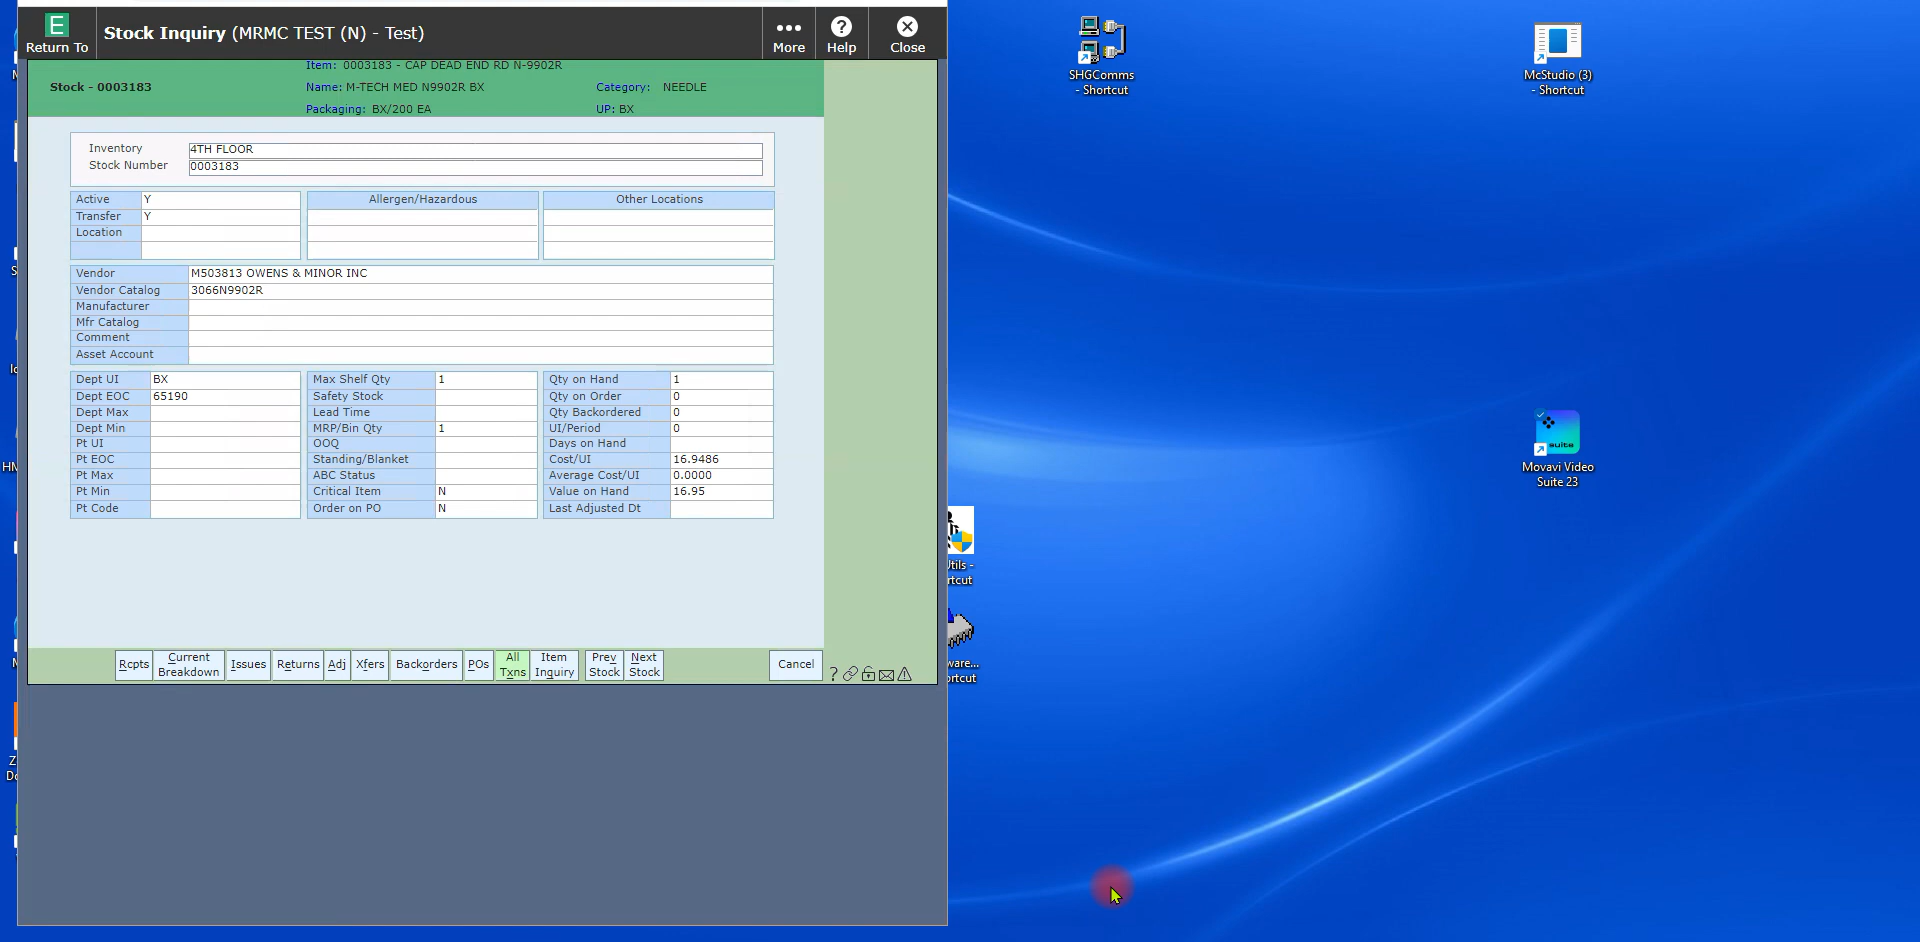 E
Return To
Stock Inquiry (MRMC TEST (N) - Test)
More
? Help
Close
Stock - 0003183
Item: 0003183 - CAP DEAD END RD N-9902R
Name: M-TECH MED N9902R BX
Category: NEEDLE
Packaging: BX/200 EA
UP: BX
Inventory 4TH FLOOR
Stock Number 0003183
Active Y
Transfer Y
Location
Allergen/Hazardous
Other Locations
Vendor M503813 OWENS & MINOR INC
Vendor Catalog 3066N9902R
Manufacturer
Mfr Catalog
Comment
Asset Account
Dept UI BX
Dept EOC 65190
Dept Max
Dept Min
Pt UI
Pt EOC
Pt Max
Pt Min
Pt Code
Max Shelf Qty 1
Safety Stock
Lead Time
MRP/Bin Qty 1
OOQ
Standing/Blanket
ABC Status
Critical Item N
Order on PO N
Qty on Hand 1
Qty on Order 0
Qty Backordered 0
UI/Period 0
Days on Hand
Cost/UI 16.9486
Average Cost/UI 0.0000
Value on Hand 16.95
Last Adjusted Dt
Rcpts
Current
Breakdown
Issues
Returns
Adj
Xfers
Backorders
POs
All
Txns
Item
Inquiry
Prev
Stock
Next
Stock
Cancel
?
SHGComms
- Shortcut
McStudio (3)
- Shortcut
suite
Movavi Video
Suite 23
Utils -
rtcut
ware...
ortcut
HM